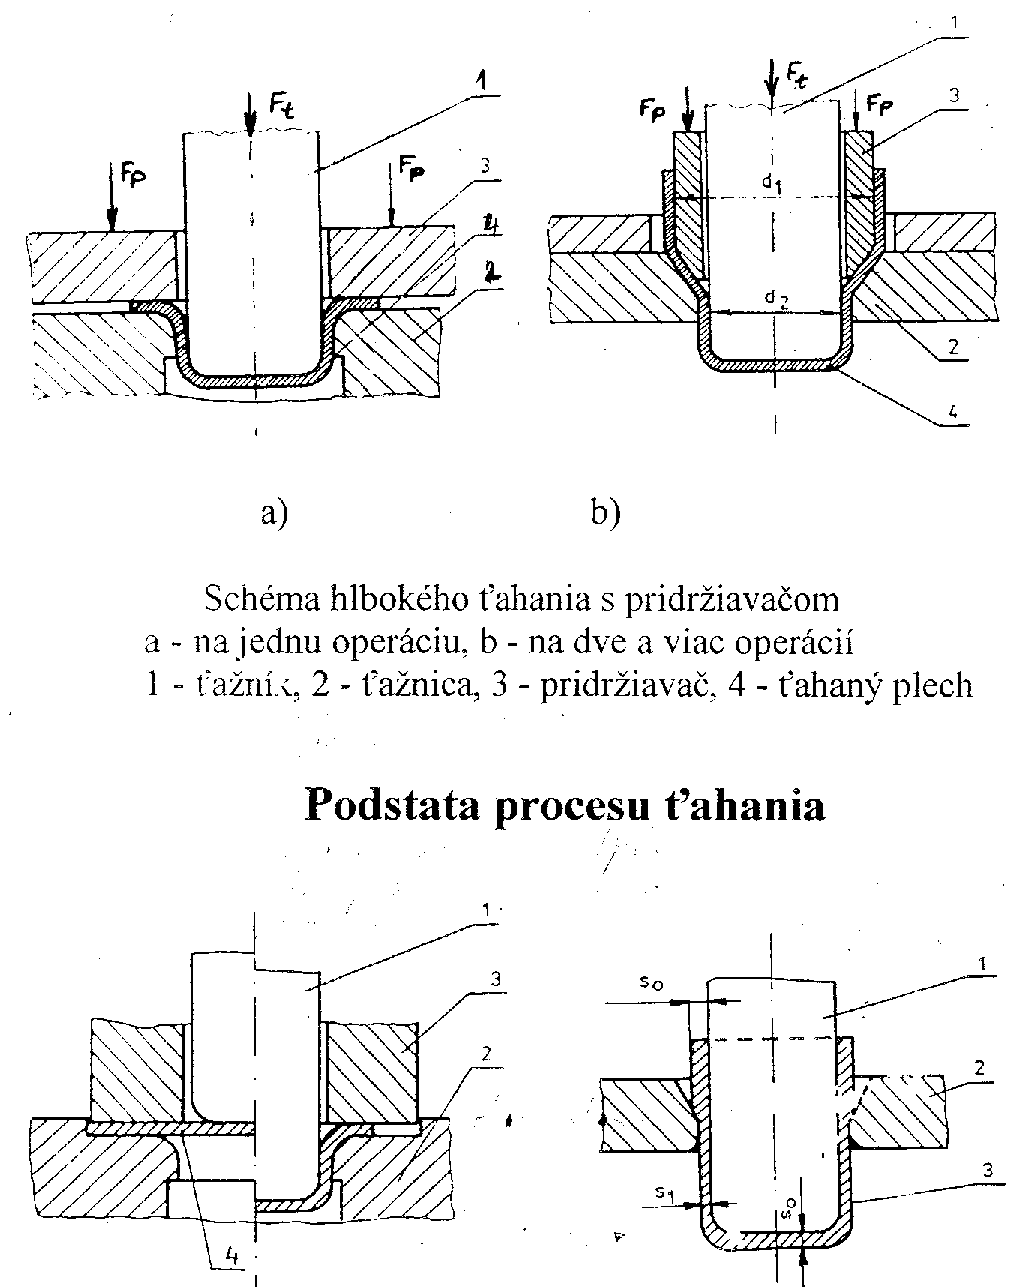 1
Ft
Fp
Fp
3
4
2
1
Ft
Fp
Fp
3
d1
d2
2
4
a)
b)
Schéma hlbokého ťahania s pridržiavačom
a - na jednu operáciu, b - na dve a viac operácií
1 - ťažník, 2 - ťažnica, 3 - pridržiavač, 4 - ťahaný plech
Podstata procesu ťahania
1
3
2
4
so
1
2
s1
so
3